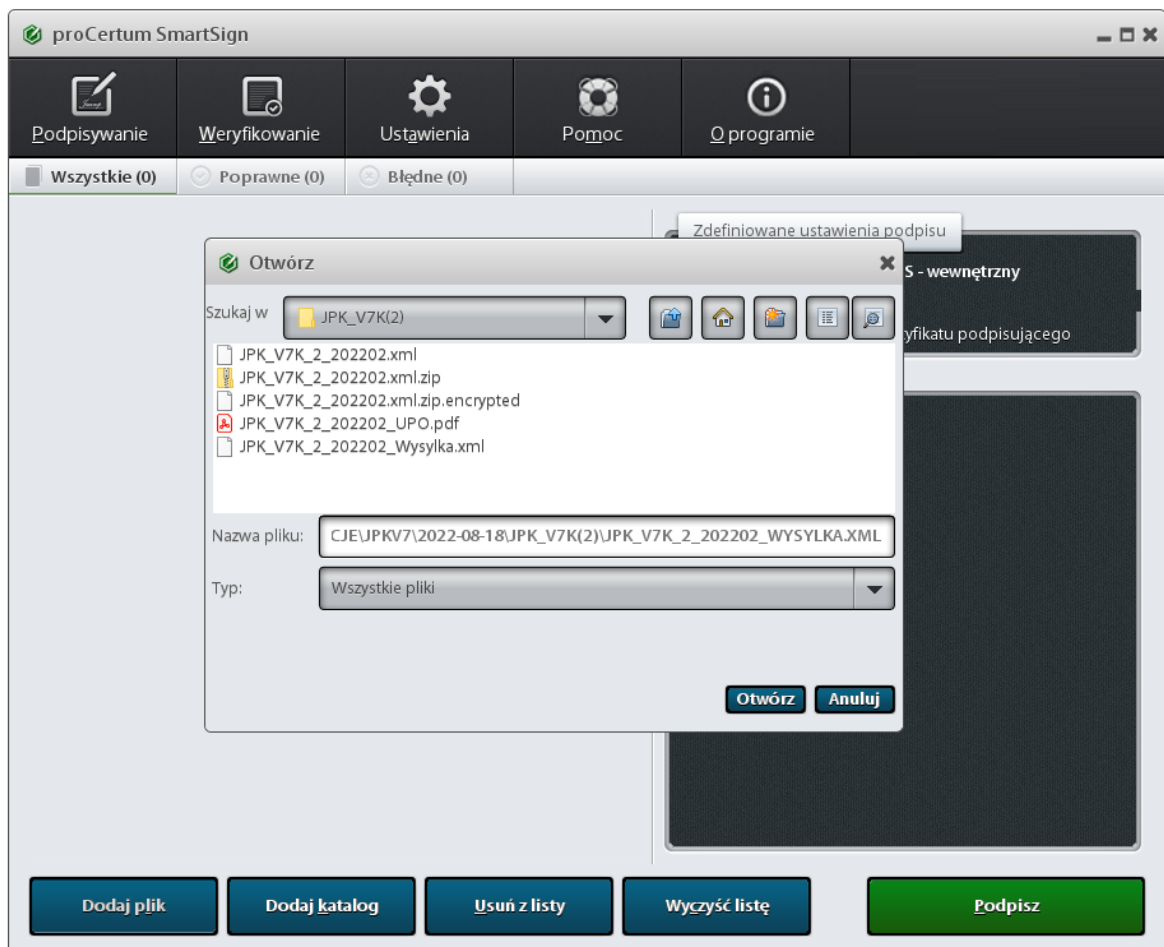 proCertum SmartSign
Podpisywanie
Weryfikowanie
Ustawienia
Pomoc
O programie
Wszystkie (0)
Poprawne (0)
Błędne (0)
Zdefiniowane ustawienia podpisu
S - wewnętrzny
yfikatu podpisującego
Otwórz
Szukaj w
JPK_V7K(2)
JPK_V7K_2_202202.xml
JPK_V7K_2_202202.xml.zip
JPK_V7K_2_202202.xml.zip.encrypted
JPK_V7K_2_202202_UPO.pdf
JPK_V7K_2_202202_Wysylka.xml
Nazwa pliku:
CJE\JPKV7\2022-08-18\JPK_V7K(2)\JPK_V7K_2_202202_WYSYLKA.XML
Typ:
Wszystkie pliki
Otwórz
Anuluj
Dodaj plik
Dodaj katalog
Usuń z listy
Wyczyść listę
Podpisz